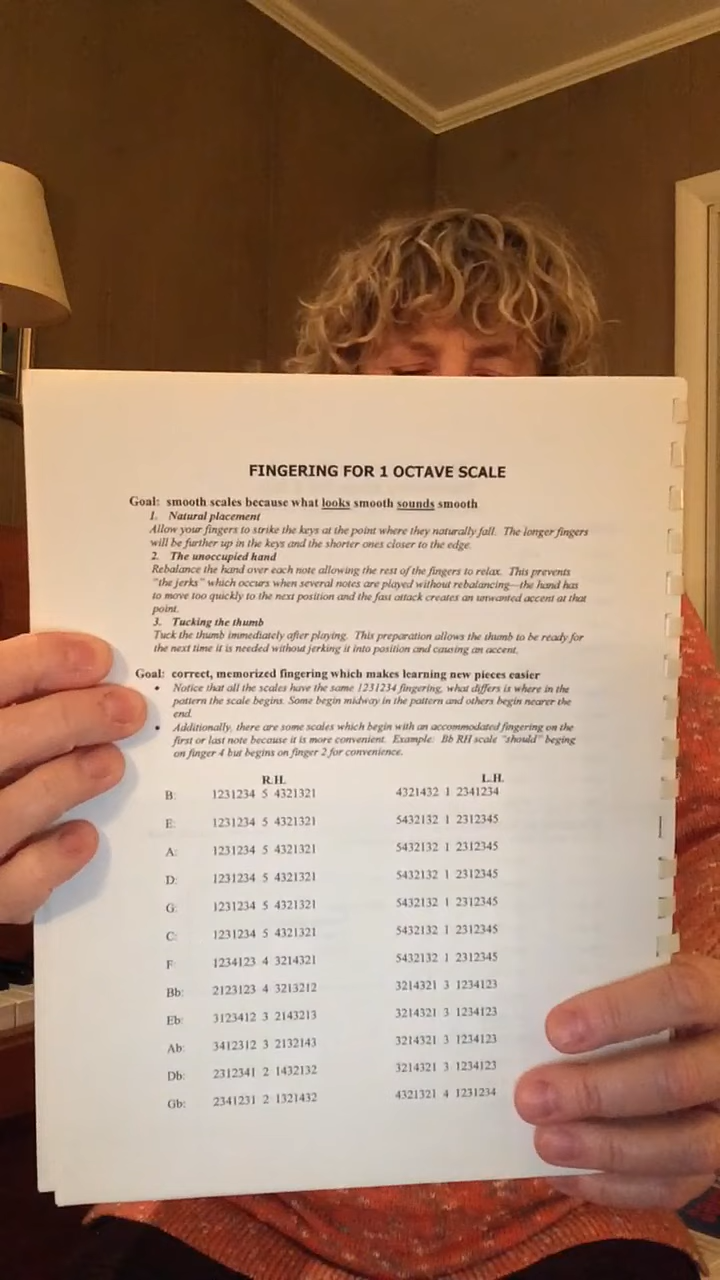 FINGERING FOR 1 OCTAVE SCALE
Goal: smooth scales because what looks smooth sounds smooth
1. Natural placement
Allow your fingers to strike the keys at the point where they naturally fall. The longer fingers
will be further up in the keys and the shorter ones closer to the edge.
2. The unoccupied hand
Rebalance the hand over each note allowing the rest of the fingers to relax. This prevents
"the jerks" which occurs when several notes are played without rebalancing—the hand has
to move too quickly to the next position and the fast attack creates an unwanted accent at that
point.
3. Tucking the thumb
Tuck the thumb immediately after playing. This preparation allows the thumb to be ready for
the next time it is needed without jerking it into position and causing an accent.
Goal: correct, memorized fingering which makes learning new pieces easier
• Notice that all the scales have the same 1231234 fingering, what differs is where in the
pattern the scale begins. Some begin midway in the pattern and others begin nearer the
end.
• Additionally, there are some scales which begin with an accommodated fingering on the
first or last note because it is more convenient. Example: Bb RH scale "should" beging
on finger 4 but begins on finger 2 for convenience.
R.H. L.H.
B: 1231234 5 4321321 4321432 1 2341234
E: 1231234 5 4321321 5432132 1 2312345
A: 1231234 5 4321321 5432132 1 2312345
D: 1231234 5 4321321 5432132 1 2312345
G: 1231234 5 4321321 5432132 1 2312345
C: 1231234 5 4321321 5432132 1 2312345
F: 1234123 4 3214321 5432132 1 2312345
Bb: 2123123 4 3213212 3214321 3 1234123
Eb: 3123412 3 2143213 3214321 3 1234123
Ab: 3412312 3 2132143 3214321 3 1234123
Db: 2312341 2 1432132 3214321 3 1234123
Gb: 2341231 2 1321432 4321321 4 1231234